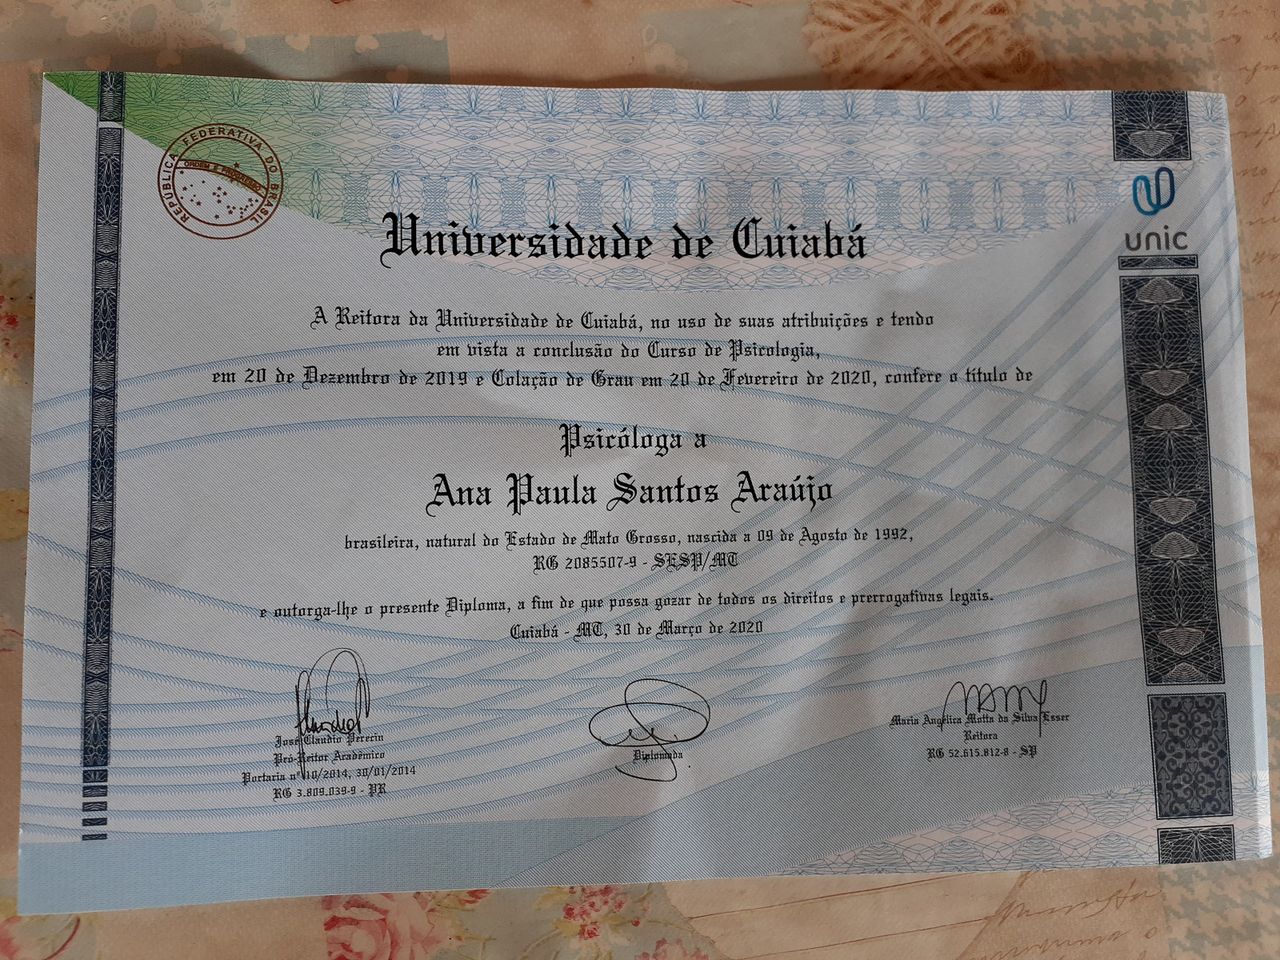 REPÚBLICA FEDERATIVA DO BRASIL
ORDEM E PROGRESSO
unic
Universidade de Cuiabá
A Reitora da Universidade de Cuiabá, no uso de suas atribuições e tendo
em vista a conclusão do Curso de Psicologia,
em 20 de Dezembro de 2019 e Colação de Grau em 20 de Fevereiro de 2020, confere o título de
Psicóloga a
Ana Paula Santos Araújo
brasileira, natural do Estado de Mato Grosso, nascida a 09 de Agosto de 1992,
RG 2085507-9 - SESP/MT
e outorga-lhe o presente Diploma, a fim de que possa gozar de todos os direitos e prerrogativas legais.
Cuiabá - MT, 30 de Março de 2020
José Claudio Perecin
Pró-Reitor Acadêmico
Portaria nº 10/2014, 30/01/2014
RG 3.809.039-9 - PR
Diplomada
Maria Angélica Motta da Silva Esser
Reitora
RG 52.615.812-8 - SP